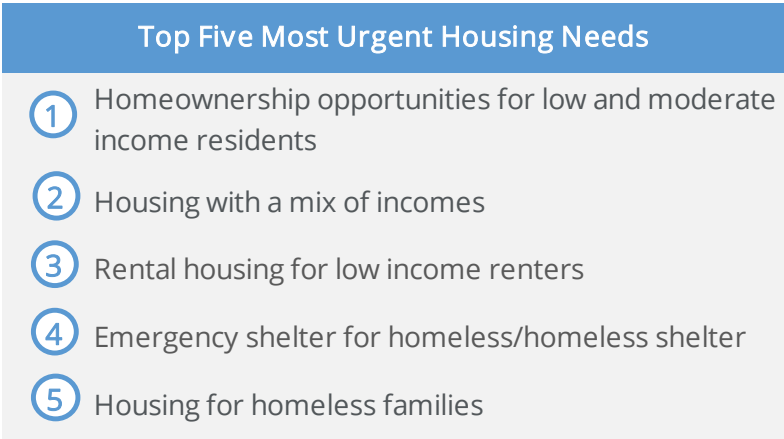 Top Five Most Urgent Housing Needs
1 Homeownership opportunities for low and moderate
income residents
2 Housing with a mix of incomes
3 Rental housing for low income renters
4 Emergency shelter for homeless/homeless shelter
5 Housing for homeless families